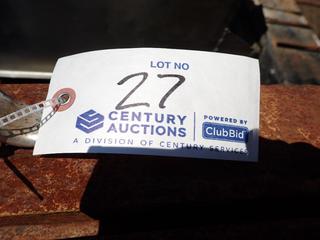 LOT NO
27
CENTURY
AUCTIONS
POWERED BY
ClubBid
A DIVISION OF CENTURY SERVICES